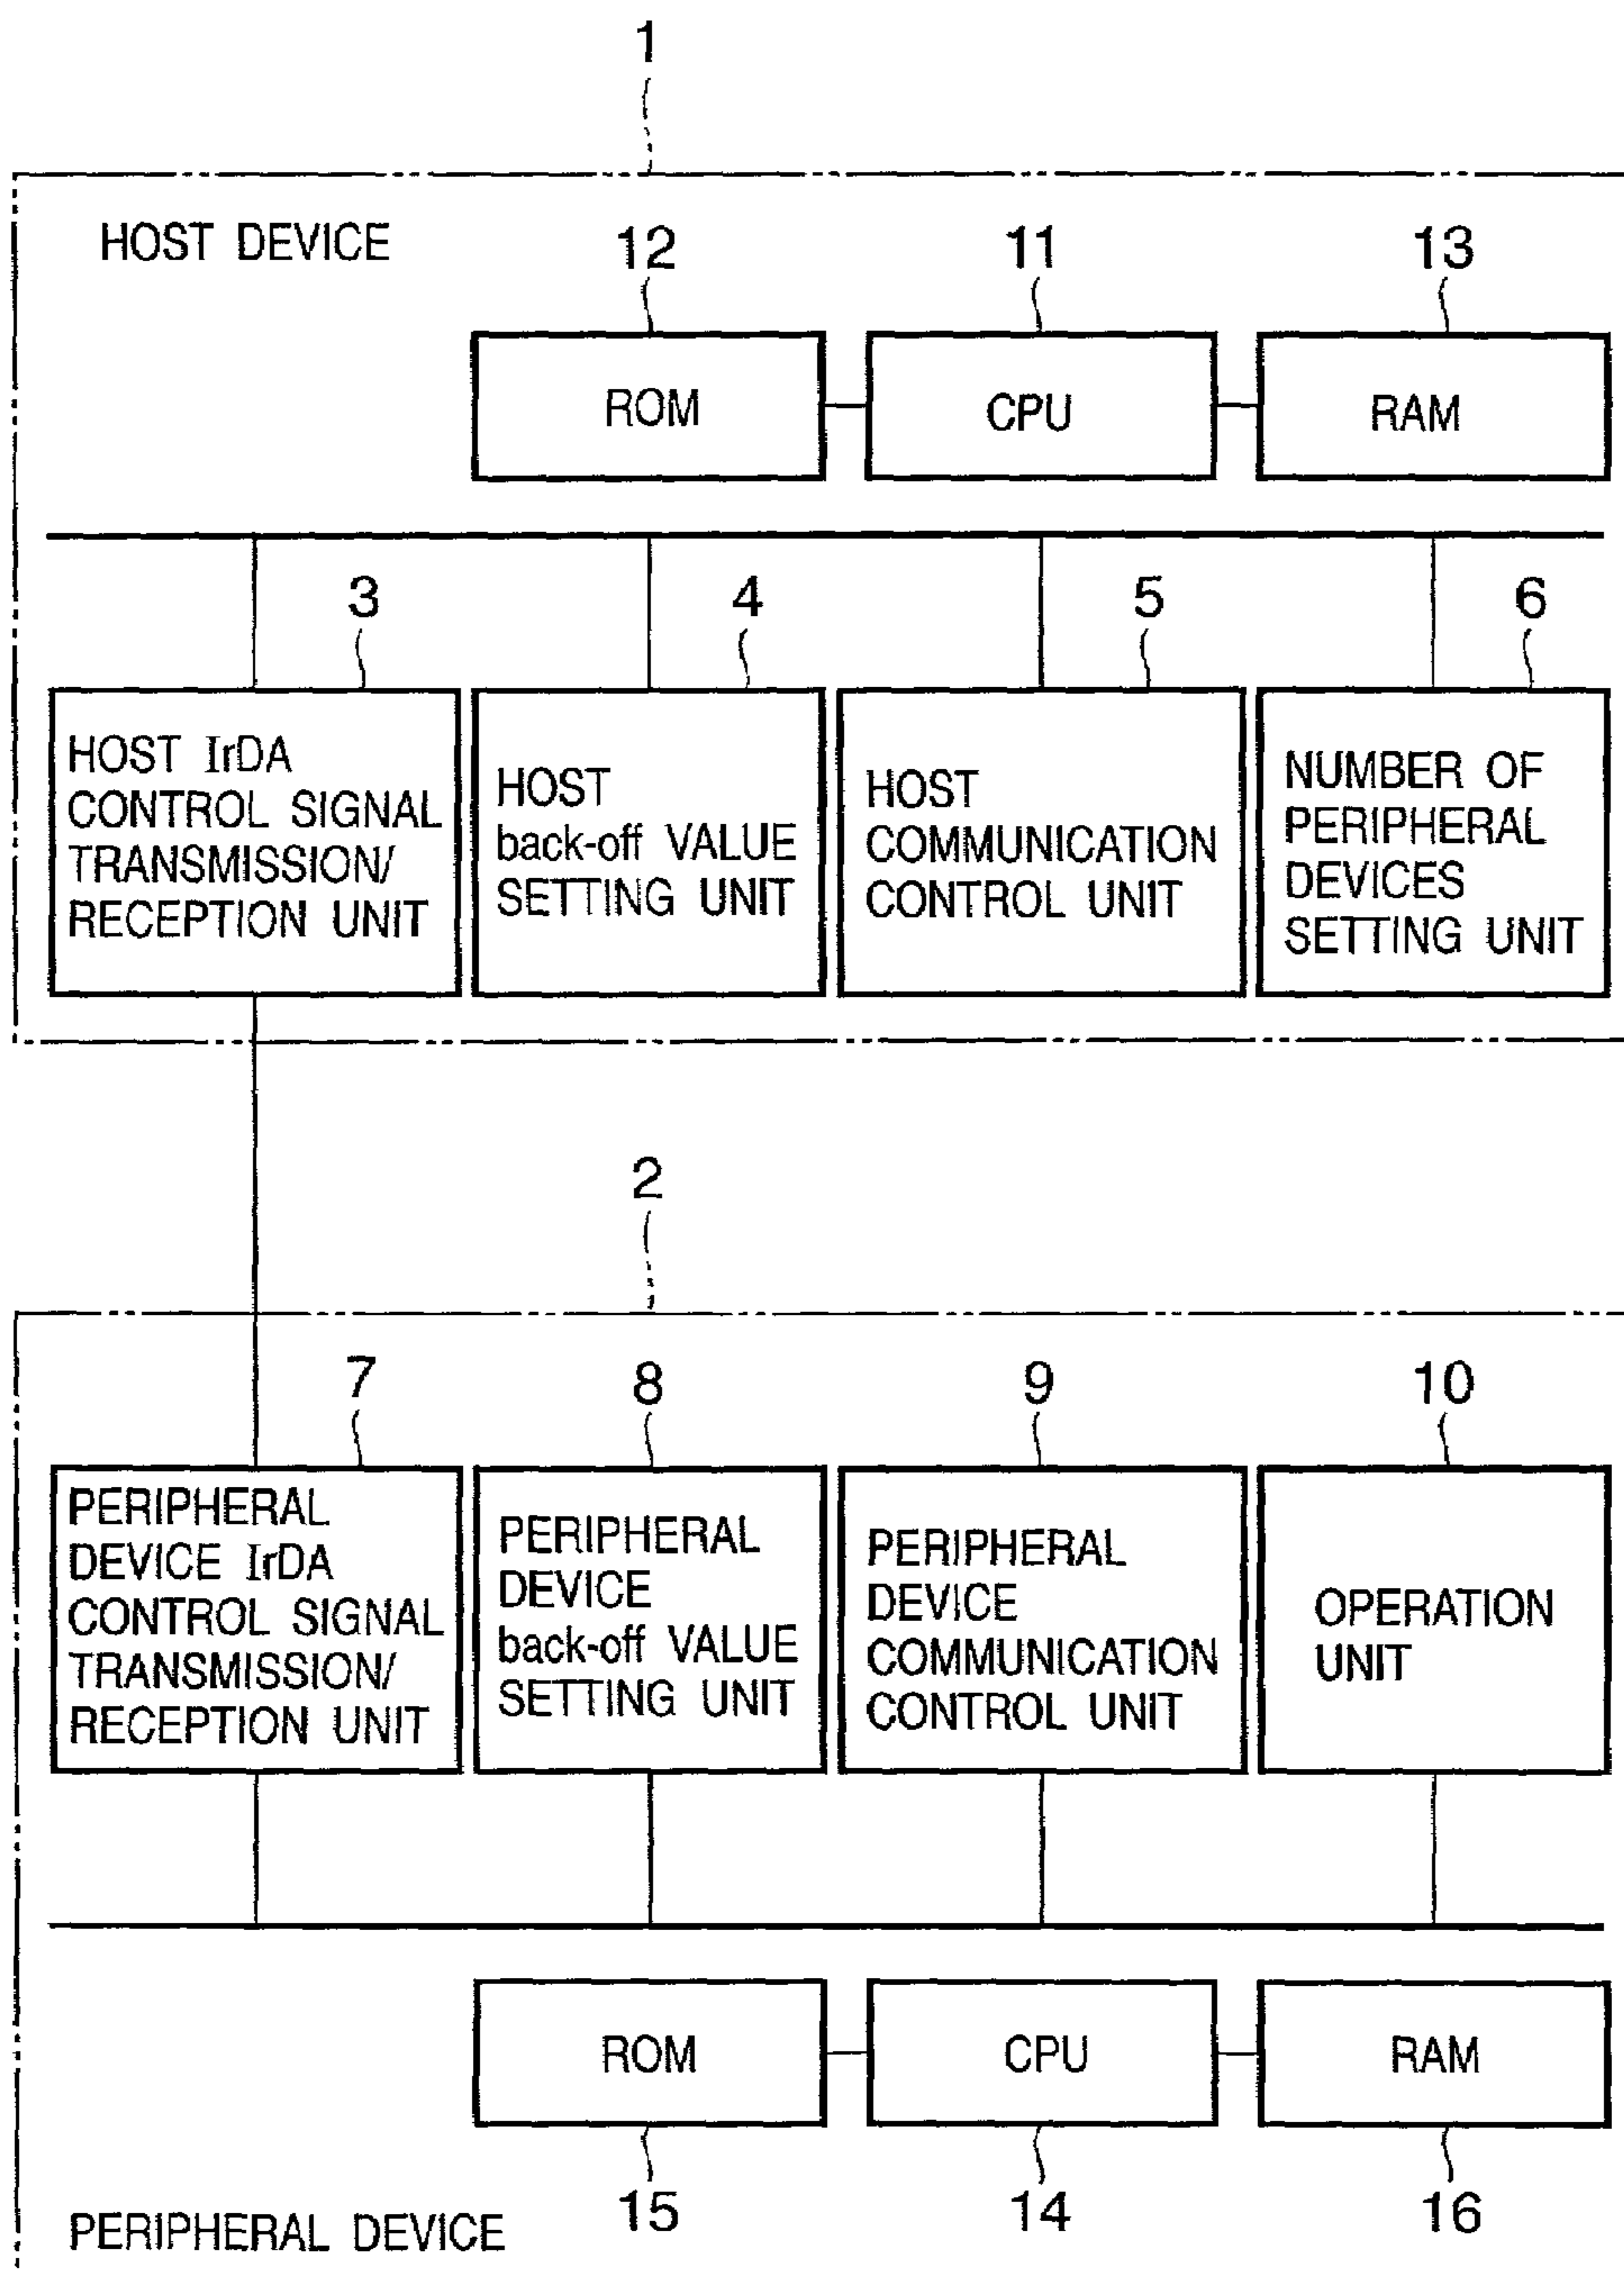 1
HOST DEVICE
12
11
13
ROM
CPU
RAM
3
4
5
6
HOST IrDA
CONTROL SIGNAL
TRANSMISSION/
RECEPTION UNIT
HOST
back-off VALUE
SETTING UNIT
HOST
COMMUNICATION
CONTROL UNIT
NUMBER OF
PERIPHERAL
DEVICES
SETTING UNIT
2
7
8
9
10
PERIPHERAL
DEVICE IrDA
CONTROL SIGNAL
TRANSMISSION/
RECEPTION UNIT
PERIPHERAL
DEVICE
back-off VALUE
SETTING UNIT
PERIPHERAL
DEVICE
COMMUNICATION
CONTROL UNIT
OPERATION
UNIT
ROM
CPU
RAM
15
14
16
PERIPHERAL DEVICE